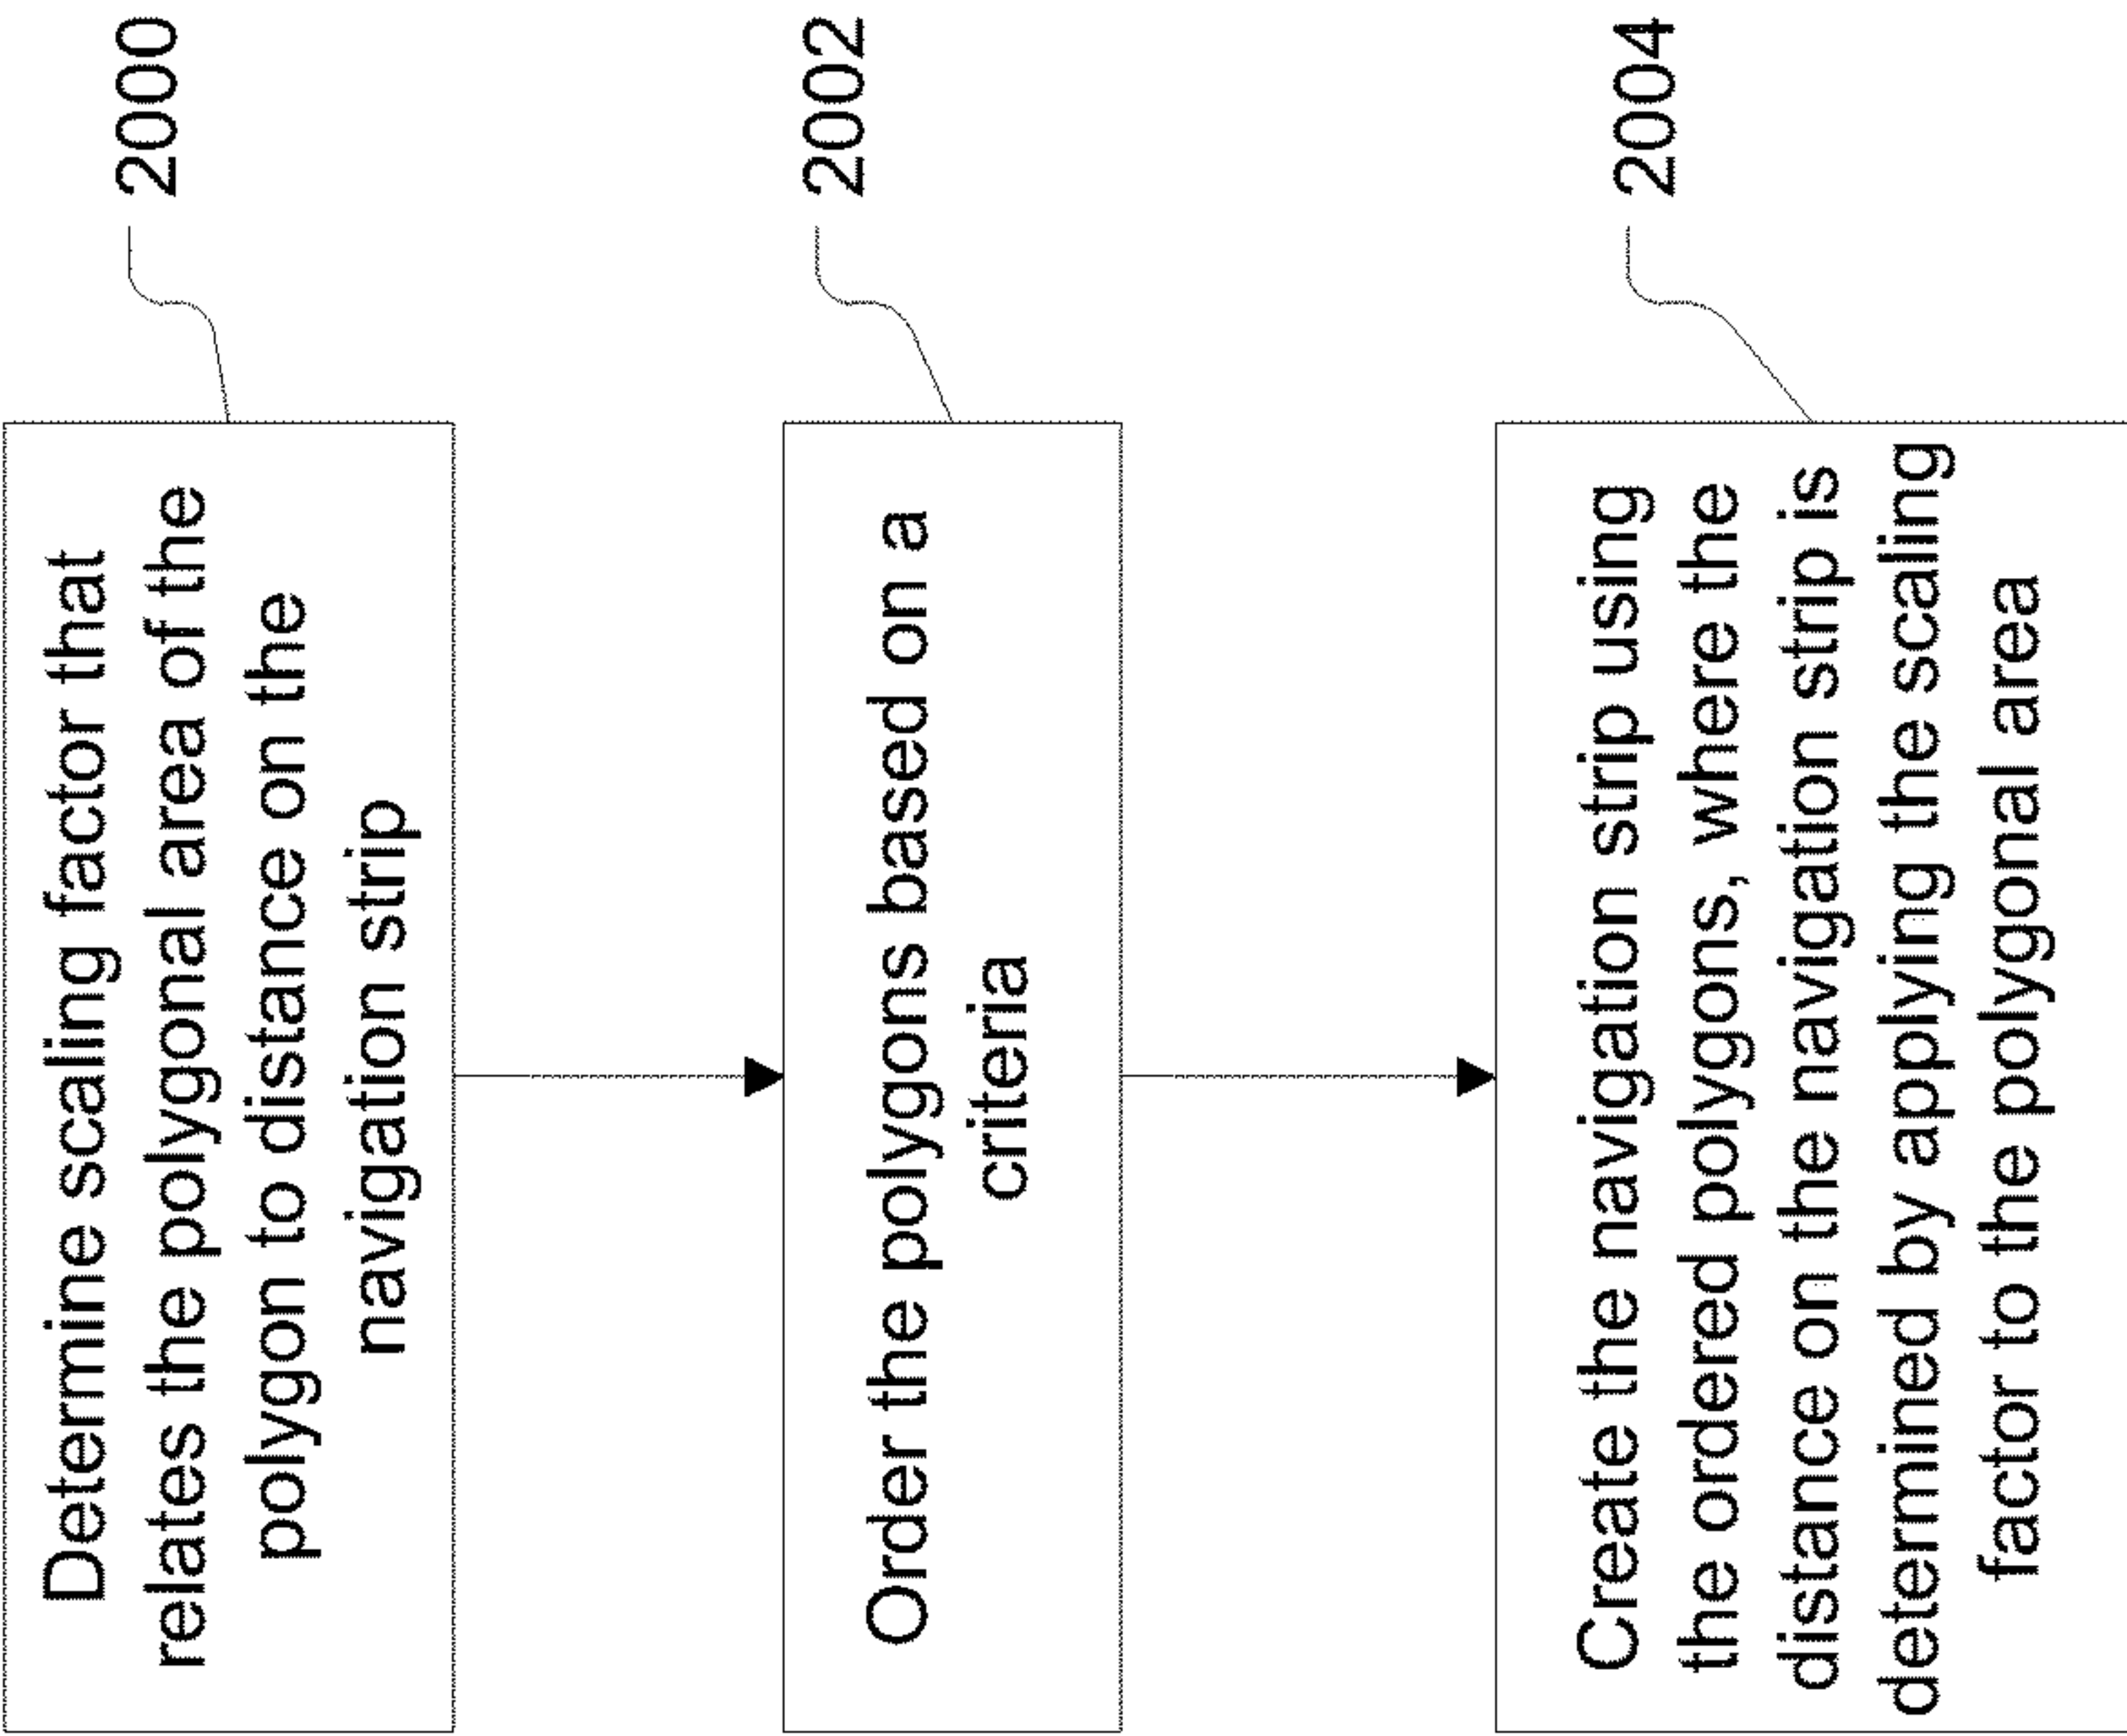 Determine scaling factor that
relates the polygonal area of the
polygon to distance on the
navigation strip
2000
Order the polygons based on a
criteria
2002
Create the navigation strip using
the ordered polygons, where the
distance on the navigation strip is
determined by applying the scaling
factor to the polygonal area
2004